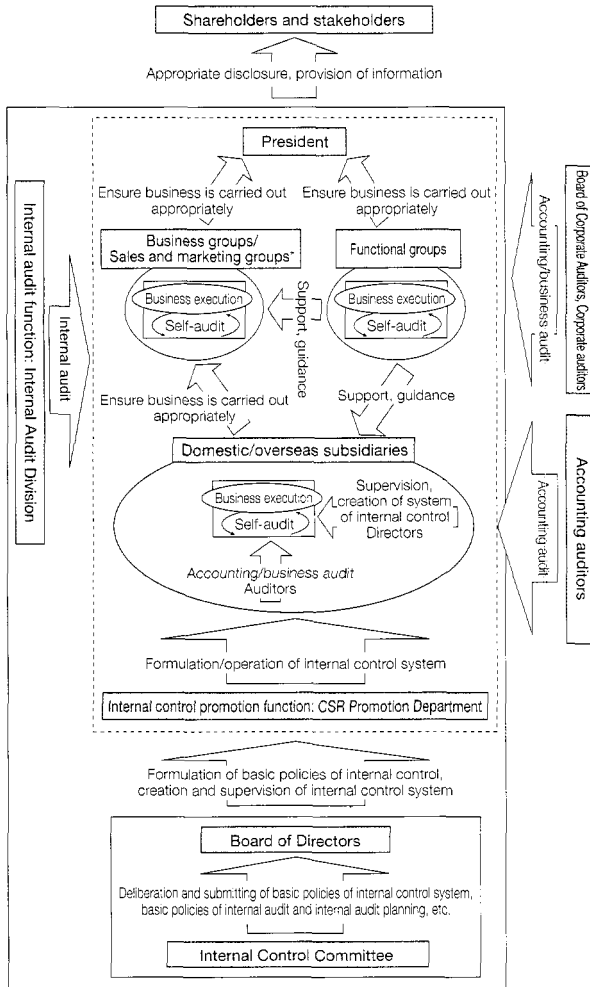 Shareholders and stakeholders
Appropriate disclosure, provision of information
President
Ensure business is carried out
appropriately
Ensure business is carried out
appropriately
Business groups/
Sales and marketing groups*
Functional groups
Business execution
Self-audit
Support, guidance
Business execution
Self-audit
Ensure business is carried out
appropriately
Support, guidance
Domestic/overseas subsidiaries
Business execution
Self-audit
Supervision,
creation of system
of internal control
Directors
Accounting/business audit
Auditors
Formulation/operation of internal control system
Internal control promotion function: CSR Promotion Department
Formulation of basic policies of internal control,
creation and supervision of internal control system
Board of Directors
Deliberation and submitting of basic policies of internal control system,
basic policies of internal audit and internal audit planning, etc.
Internal Control Committee
Internal audit function: Internal Audit Division
Internal audit
Board of Corporate Auditors, Corporate auditors
Accounting/business audit
Accounting auditors
Accounting audit